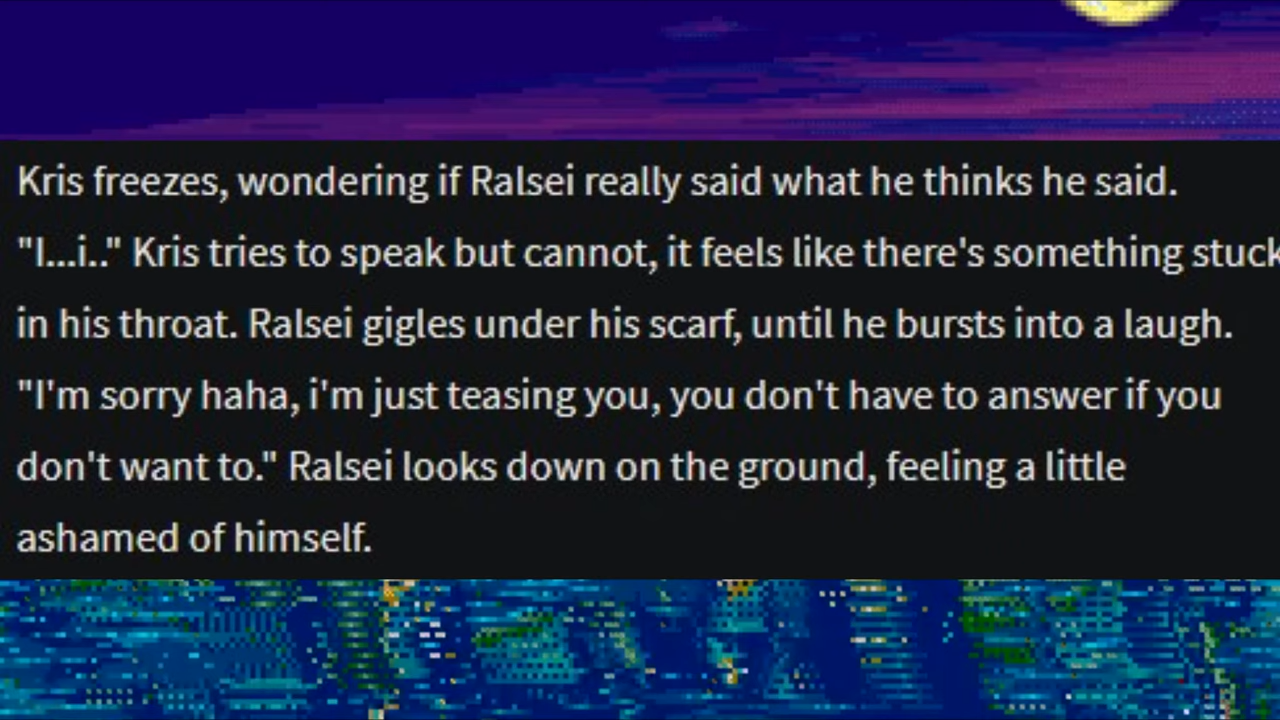 Kris freezes, wondering if Ralsei really said what he thinks he said.
"I...i.." Kris tries to speak but cannot, it feels like there's something stuck
in his throat. Ralsei gigles under his scarf, until he bursts into a laugh.
"I'm sorry haha, i'm just teasing you, you don't have to answer if you
don't want to." Ralsei looks down on the ground, feeling a little
ashamed of himself.